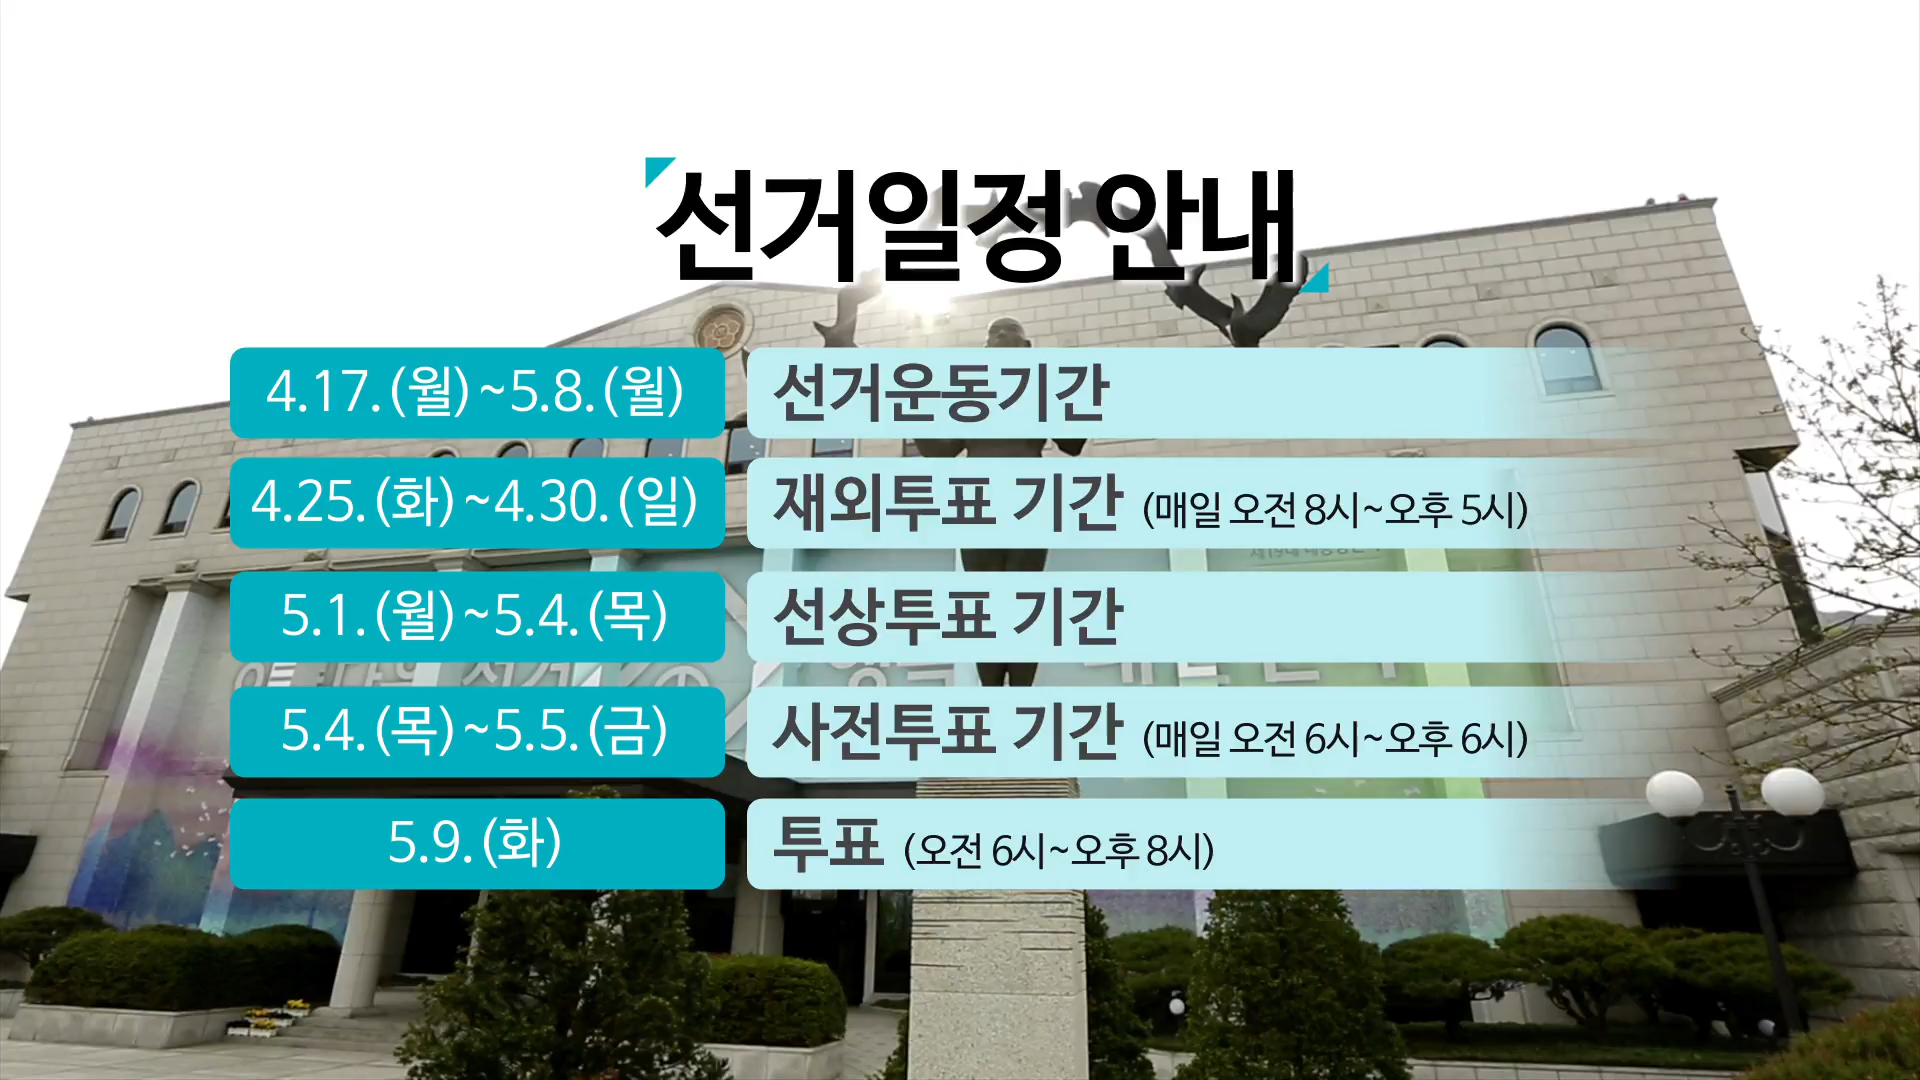 선거일정 안내
4.17.(월)~5.8.(월) 선거운동기간
4.25.(화)~4.30.(일) 재외투표 기간 (매일 오전 8시~오후 5시)
5.1.(월)~5.4.(목) 선상투표 기간
5.4.(목)~5.5.(금) 사전투표 기간 (매일 오전 6시~오후 6시)
5.9.(화) 투표 (오전 6시~오후 8시)